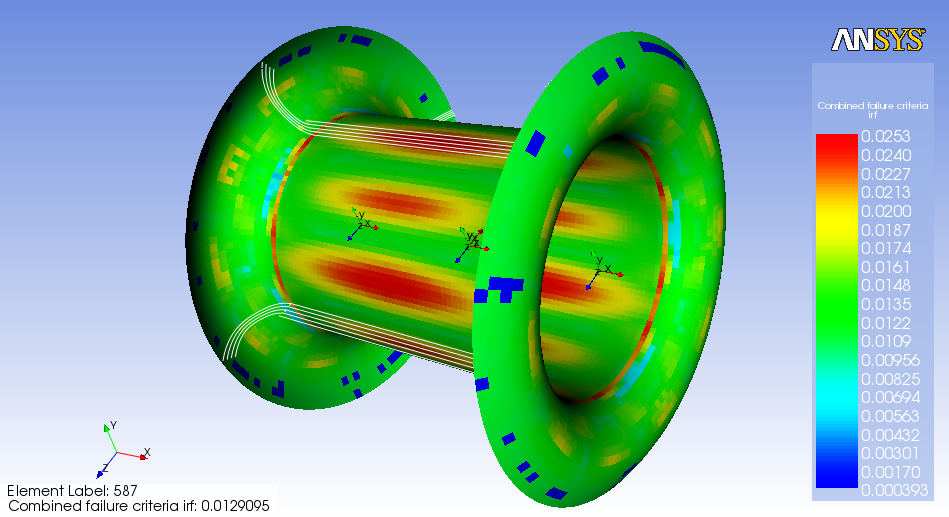 ANSYS
Combined failure criteria
irf
0.0253
0.0240
0.0227
0.0213
0.0200
0.0187
0.0174
0.0161
0.0148
0.0135
0.0122
0.0109
0.00956
0.00825
0.00694
0.00563
0.00432
0.00301
0.00170
0.000393
Y
X
Z
Y
X
Z
Y
X
Z
Y
X
Z
Element Label: 587
Combined failure criteria irf: 0.0129095